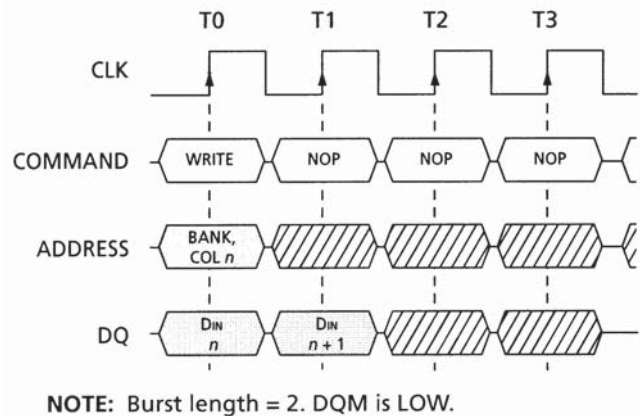 T0 T1 T2 T3
CLK
COMMAND WRITE NOP NOP NOP
ADDRESS BANK,
COL n
DQ DIN DIN
n n + 1
NOTE: Burst length = 2. DQM is LOW.